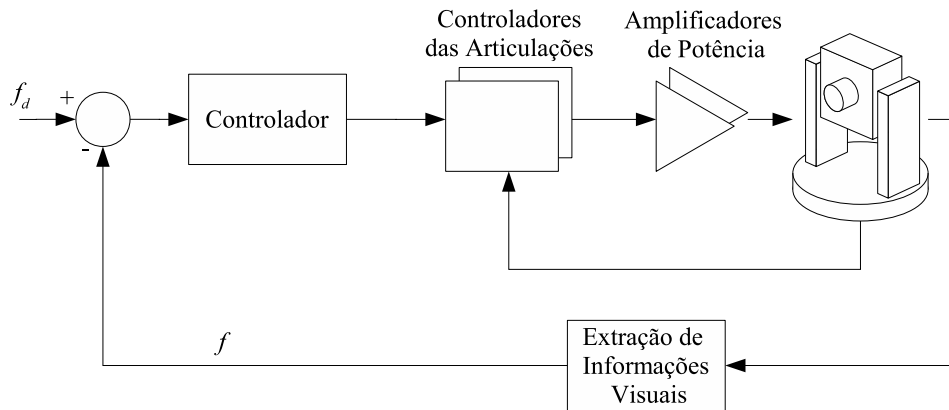 Controladores
das Articulações
Amplificadores
de Potência
f_d
+
-
Controlador
f
Extração de
Informações
Visuais